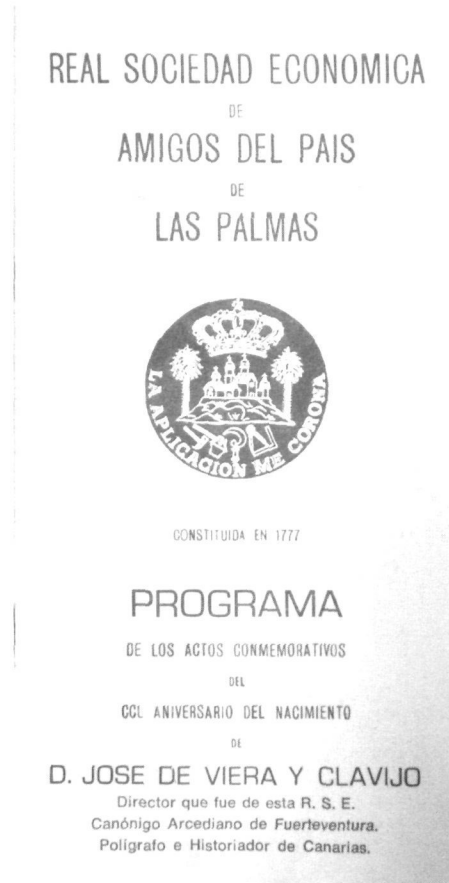 REAL SOCIEDAD ECONOMICA
DE
AMIGOS DEL PAIS
DE
LAS PALMAS
LA APLICACION ME CORONA
CONSTITUIDA EN 1777
PROGRAMA
DE LOS ACTOS CONMEMORATIVOS
DEL
CCL ANIVERSARIO DEL NACIMIENTO
DE
D. JOSE DE VIERA Y CLAVIJO
Director que fue de esta R. S. E.
Canónigo Arcediano de Fuerteventura.
Polígrafo e Historiador de Canarias.